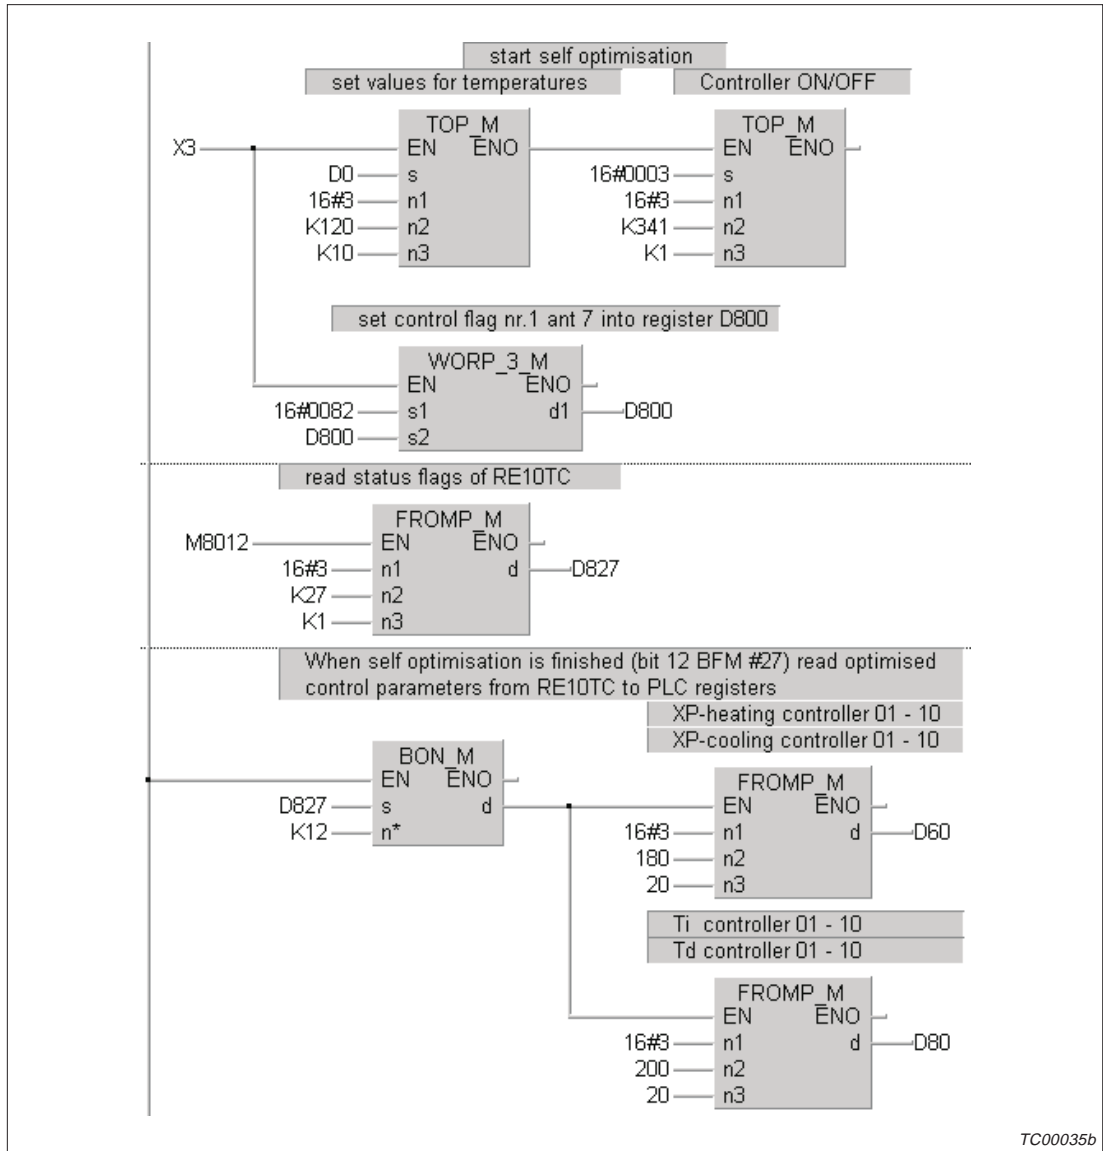 start self optimisation
set values for temperatures
Controller ON/OFF
TOP_M
X3
EN ENO
D0
s
16#3
n1
K120
n2
K10
n3
TOP_M
EN ENO
16#0003
s
16#3
n1
K341
n2
K1
n3
set control flag nr.1 ant 7 into register D800
WORP_3_M
EN ENO
16#0082
s1 d1
D800
D800
s2
read status flags of RE10TC
FROMP_M
M8012
EN ENO
16#3
n1 d
D827
K27
n2
K1
n3
When self optimisation is finished (bit 12 BFM #27) read optimised
control parameters from RE10TC to PLC registers
XP-heating controller 01 - 10
XP-cooling controller 01 - 10
BON_M
EN ENO
D827
s d
K12
n*
FROMP_M
EN ENO
16#3
n1 d
D60
180
n2
20
n3
Ti controller 01 - 10
Td controller 01 - 10
FROMP_M
EN ENO
16#3
n1 d
D80
200
n2
20
n3
TC00035b